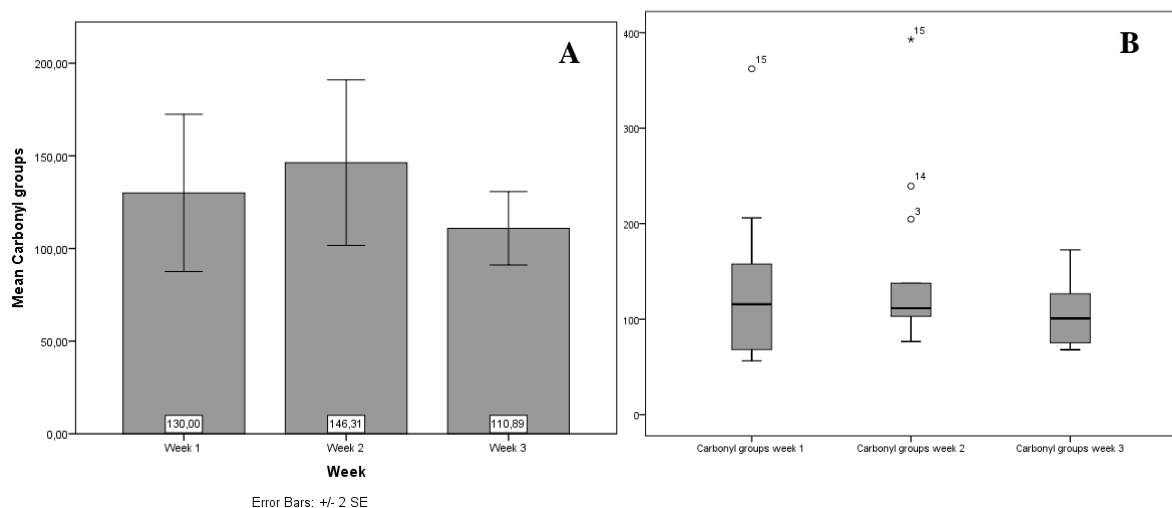 A
Mean Carbonyl groups
200,00
150,00
100,00
50,00
0,00
130,00
146,31
110,89
Week 1
Week 2
Week 3
Week
Error Bars: +/- 2 SE
B
400
300
200
100
0
15
15
14
3
Carbonyl groups week 1
Carbonyl groups week 2
Carbonyl groups week 3